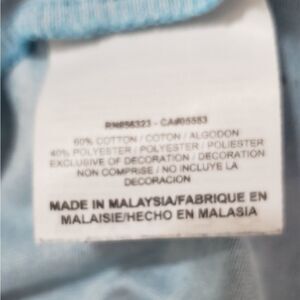 RN#56323 - CA#05553
60% COTTON / COTON / ALGODON
40% POLYESTER / POLYESTER / POLIESTER
EXCLUSIVE OF DECORATION / DECORATION
NON COMPRISE / NO INCLUYE LA
DECORACION
MADE IN MALAYSIA/FABRIQUE EN
MALAISIE/HECHO EN MALASIA